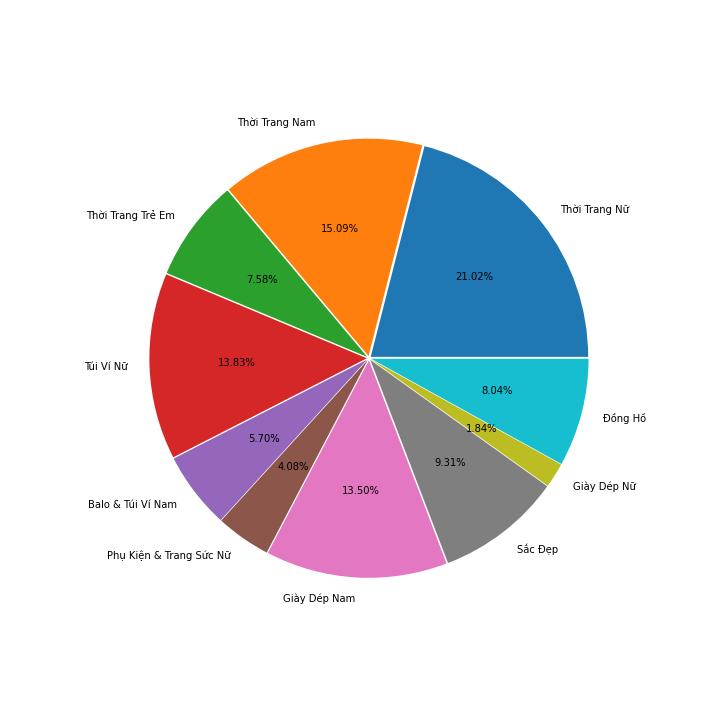 Thời Trang Nam
Thời Trang Nữ
Thời Trang Trẻ Em
15.09%
21.02%
7.58%
Túi Ví Nữ
13.83%
8.04%
Đồng Hồ
5.70%
1.84%
4.08%
9.31%
Giày Dép Nữ
13.50%
Balo & Túi Ví Nam
Phụ Kiện & Trang Sức Nữ
Sắc Đẹp
Giày Dép Nam